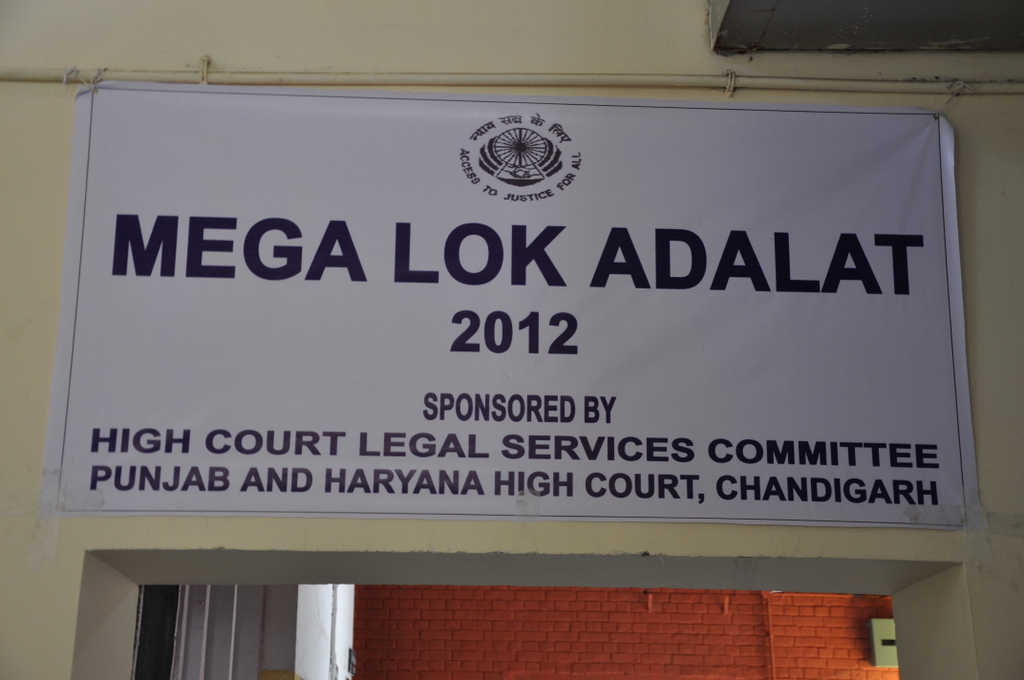 न्याय सब के लिए
ACCESS TO JUSTICE FOR ALL
MEGA LOK ADALAT
2012
SPONSORED BY
HIGH COURT LEGAL SERVICES COMMITTEE
PUNJAB AND HARYANA HIGH COURT, CHANDIGARH